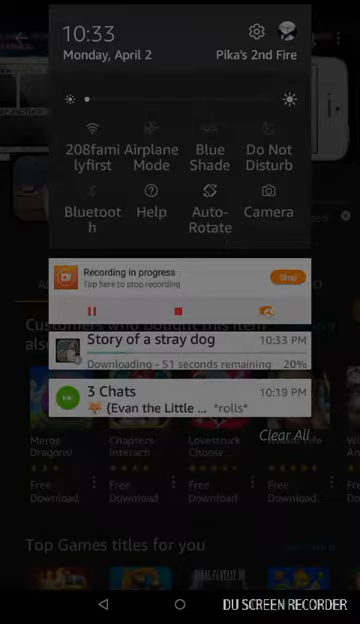 10:33
Monday, April 2
Pika's 2nd Fire
208fami
lyfirst
Airplane
Mode
Blue
Shade
Do Not
Disturb
Bluetoot
h
Help
Auto-
Rotate
Camera
Recording in progress
Tap here to stop recording
Stop
Story of a stray dog
10:33 PM
Downloading - 51 seconds remaining
20%
3 Chats
10:19 PM
{Evan the Little ... *rolls*
Clear All
Customers who bought this item
also
Merge
Dragons!
Free
Download
Chapters
Interacti...
Free
Download
Lovestruck
Choose...
Free
Download
Free
Download
Top Games titles for you
DU SCREEN RECORDER